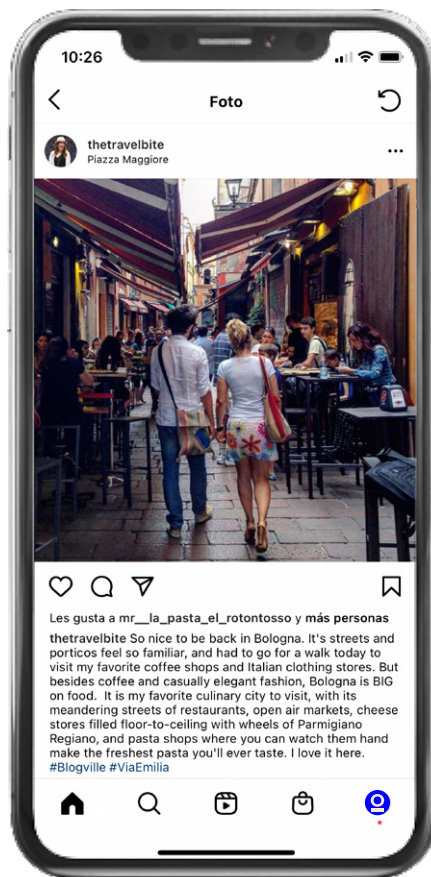 10:26
Foto
thetravelbite
Piazza Maggiore
Les gusta a mr__la_pasta_el_rotontosso y más personas
thetravelbite So nice to be back in Bologna. It's streets and
porticos feel so familiar, and had to go for a walk today to
visit my favorite coffee shops and Italian clothing stores. But
besides coffee and casually elegant fashion, Bologna is BIG
on food. It is my favorite culinary city to visit, with its
meandering streets of restaurants, open air markets, cheese
stores filled floor-to-ceiling with wheels of Parmigiano
Regiano, and pasta shops where you can watch them hand
make the freshest pasta you'll ever taste. I love it here.
#Blogville #ViaEmilia